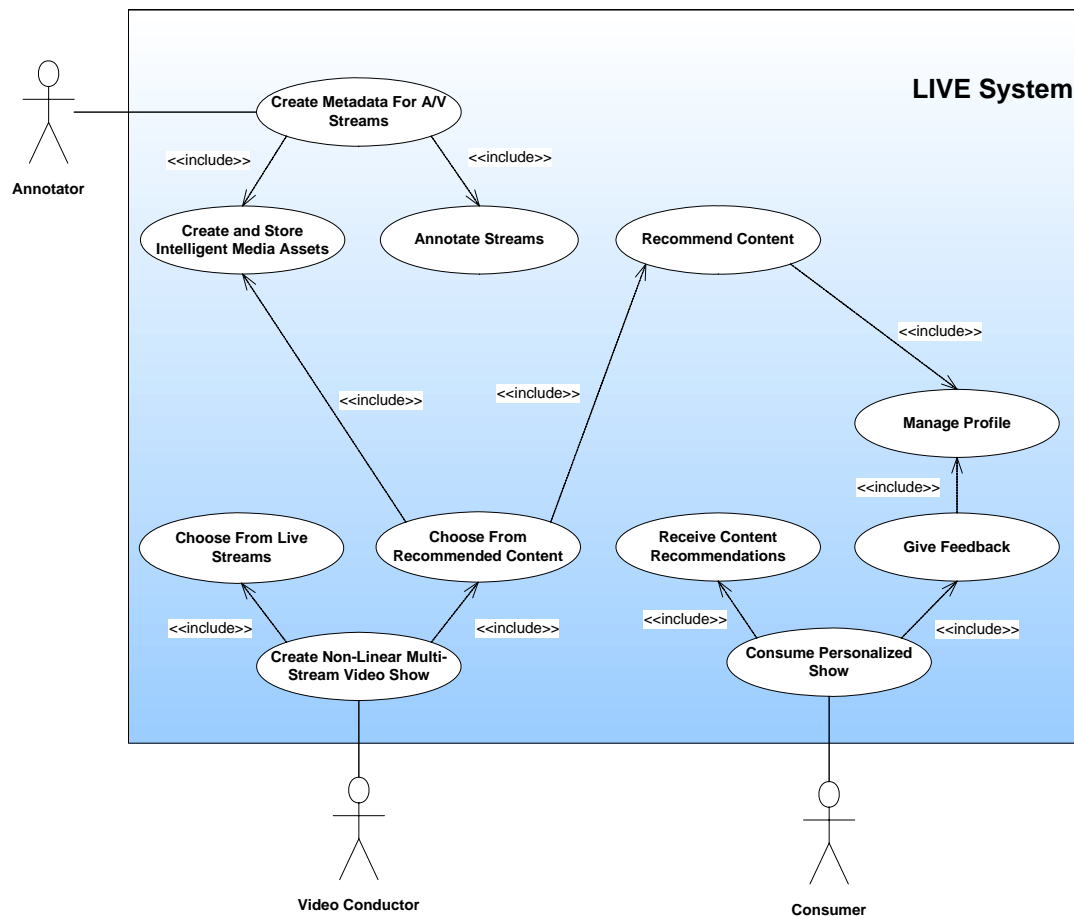 LIVE System
Create Metadata For A/V
Streams
<<include>>
<<include>>
Annotator
Create and Store
Intelligent Media Assets
Annotate Streams
Recommend Content
<<include>>
<<include>>
<<include>>
Manage Profile
<<include>>
Choose From Live
Streams
Choose From
Recommended Content
Receive Content
Recommendations
Give Feedback
<<include>>
<<include>>
<<include>>
<<include>>
Create Non-Linear Multi-
Stream Video Show
Consume Personalized
Show
Video Conductor
Consumer